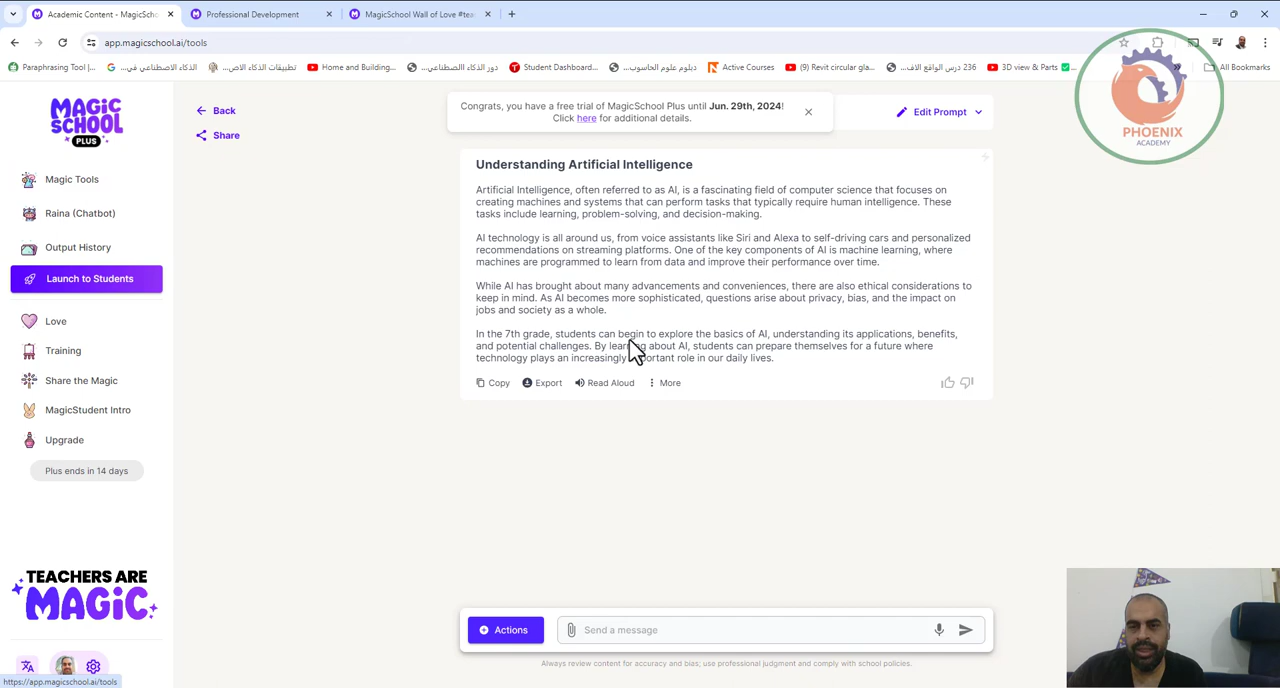 Academic Content - MagicScho
Professional Development
MagicSchool Wall of Love #tea
app.magicschool.ai/tools
Paraphrasing Tool |...
الذكاء الاصطناعي في...
تطبيقات الذكاء الاص...
Home and Building...
دور الذكاء الصطناعي...
Student Dashboard...
دبلوم علوم الحاسوب...
Active Courses
(9) Revit circular gla...
236 درس الواقع الاف...
3D view & Parts
All Bookmarks
PHOENIX
ACADEMY
MAGIC
SCHOOL
PLUS
Magic Tools
Raina (Chatbot)
Output History
Launch to Students
Love
Training
Share the Magic
MagicStudent Intro
Upgrade
Plus ends in 14 days
TEACHERS ARE
MAGIC
https://app.magicschool.ai/tools
Back
Share
Congrats, you have a free trial of MagicSchool Plus until Jun. 29th, 2024!
Click here for additional details.
Edit Prompt
Understanding Artificial Intelligence
Artificial Intelligence, often referred to as AI, is a fascinating field of computer science that focuses on
creating machines and systems that can perform tasks that typically require human intelligence. These
tasks include learning, problem-solving, and decision-making.
AI technology is all around us, from voice assistants like Siri and Alexa to self-driving cars and personalized
recommendations on streaming platforms. One of the key components of AI is machine learning, where
machines are programmed to learn from data and improve their performance over time.
While AI has brought about many advancements and conveniences, there are also ethical considerations to
keep in mind. As AI becomes more sophisticated, questions arise about privacy, bias, and the impact on
jobs and society as a whole.
In the 7th grade, students can begin to explore the basics of AI, understanding its applications, benefits,
and potential challenges. By learning about AI, students can prepare themselves for a future where
technology plays an increasingly important role in our daily lives.
Copy
Export
Read Aloud
More
Actions
Send a message
Always review content for accuracy and bias; use professional judgment and comply with school policies.